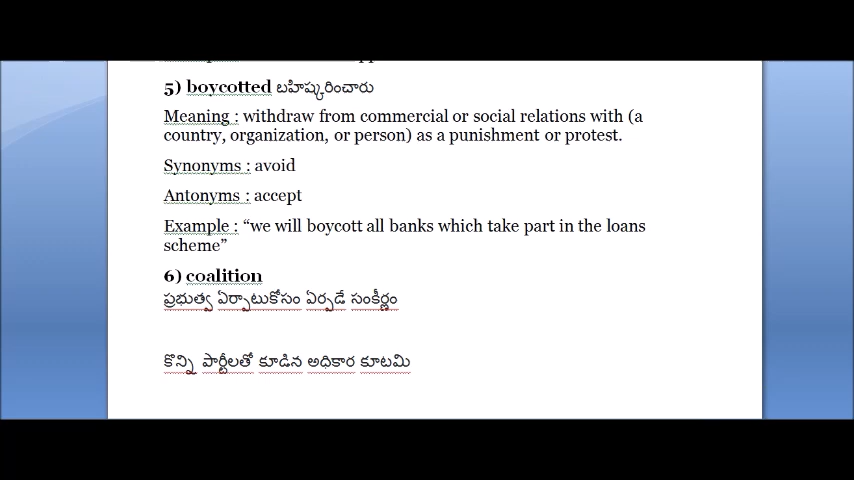 5) boycotted బహిష్కరించారు
Meaning : withdraw from commercial or social relations with (a
country, organization, or person) as a punishment or protest.
Synonyms : avoid
Antonyms : accept
Example : “we will boycott all banks which take part in the loans
scheme”
6) coalition
ప్రభుత్వ ఏర్పాటుకోసం ఏర్పడే సంకీర్ణం
కొన్ని పార్టీలతో కూడిన అధికార కూటమి